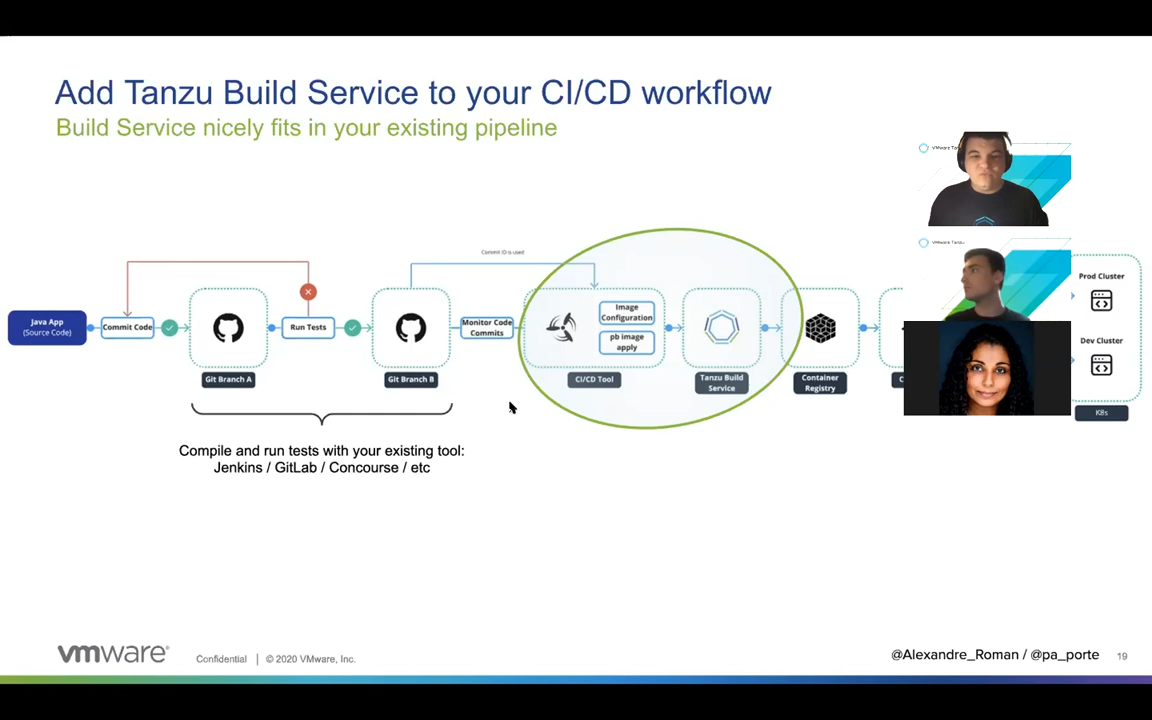 Add Tanzu Build Service to your CI/CD workflow
Build Service nicely fits in your existing pipeline
VMware
VMware Tanzu
Commit ID is used
Java App
(Source Code)
Commit Code
Run Tests
Monitor Code
Commits
Image
Configuration
pb image
apply
Prod Cluster
Dev Cluster
Git Branch A
Git Branch B
CI/CD Tool
Tanzu Build
Service
Container
Registry
K8s
Compile and run tests with your existing tool:
Jenkins / GitLab / Concourse / etc
vmware
Confidential | © 2020 VMware, Inc.
@Alexandre_Roman / @pa_porte
19